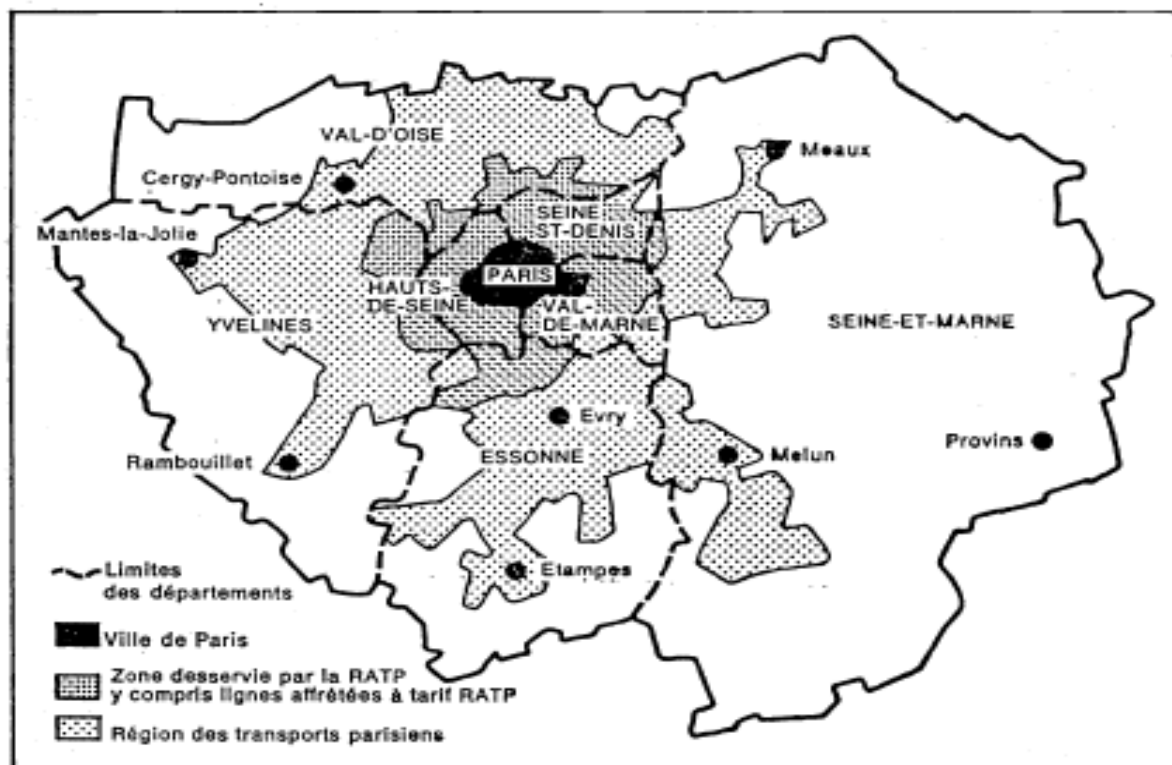 VAL-D'OISE
Meaux
Cergy-Pontoise
SEINE
ST-DENIS
Mantes-la-Jolie
PARIS
HAUTS-
DE-SEINE
VAL-
DE-MARNE
YVELINES
SEINE-ET-MARNE
Evry
Provins
Rambouillet
ESSONNE
Melun
Etampes
Limites
des départements
Ville de Paris
Zone desservie par la RATP
y compris lignes affrétées à tarif RATP
Région des transports parisiens